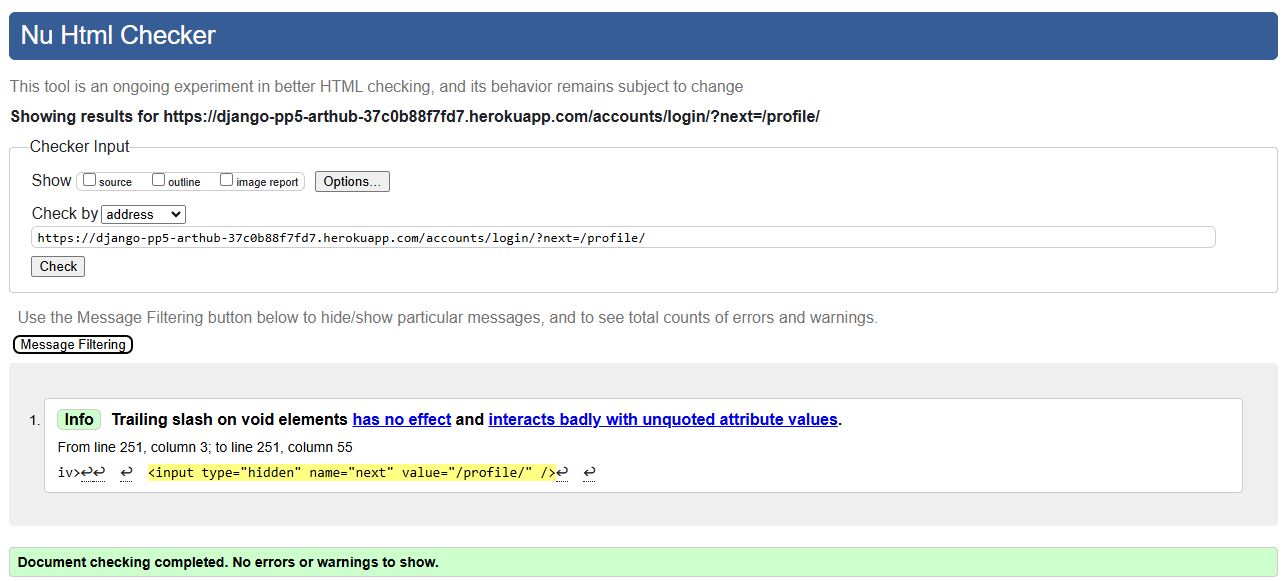 Nu Html Checker
This tool is an ongoing experiment in better HTML checking, and its behavior remains subject to change
Showing results for https://django-pp5-arthub-37c0b88f7fd7.herokuapp.com/accounts/login/?next=/profile/
Checker Input
Show source outline image report Options...
Check by address
https://django-pp5-arthub-37c0b88f7fd7.herokuapp.com/accounts/login/?next=/profile/
Check
Use the Message Filtering button below to hide/show particular messages, and to see total counts of errors and warnings.
Message Filtering
1. Info Trailing slash on void elements has no effect and interacts badly with unquoted attribute values.
From line 251, column 3; to line 251, column 55
iv>↩↩ ↩ <input type="hidden" name="next" value="/profile/" />↩ ↩
Document checking completed. No errors or warnings to show.